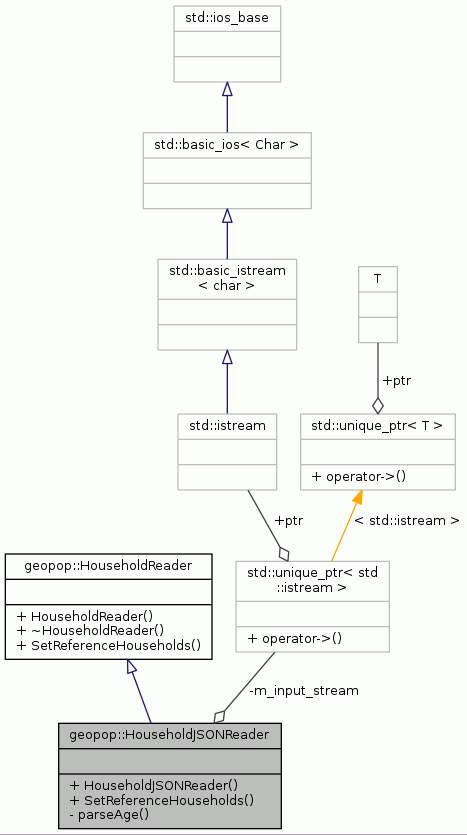 std::ios_base
std::basic_ios< Char >
std::basic_istream
< char >
T
+ptr
std::istream
std::unique_ptr< T >
+ operator->()
+ptr
< std::istream >
geopop::HouseholdReader
+ HouseholdReader()
+ ~HouseholdReader()
+ SetReferenceHouseholds()
std::unique_ptr< std
::istream >
+ operator->()
-m_input_stream
geopop::HouseholdJSONReader
+ HouseholdJSONReader()
+ SetReferenceHouseholds()
- parseAge()